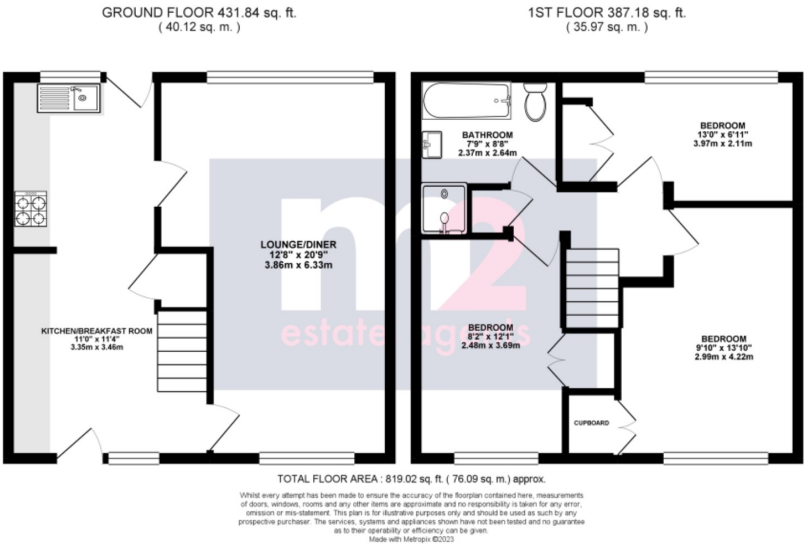 GROUND FLOOR 431.84 sq. ft.
( 40.12 sq. m. )
1ST FLOOR 387.18 sq. ft.
( 35.97 sq. m. )
BATHROOM
7'9" x 8'8"
2.37m x 2.64m
BEDROOM
13'0" x 6'11"
3.97m x 2.11m
LOUNGE/DINER
12'8" x 20'9"
3.86m x 6.33m
m2
estate agents
KITCHEN/BREAKFAST ROOM
11'0" x 11'4"
3.35m x 3.46m
BEDROOM
8'2" x 12'1"
2.48m x 3.69m
BEDROOM
9'10" x 13'10"
2.99m x 4.22m
CUPBOARD
TOTAL FLOOR AREA : 819.02 sq. ft. ( 76.09 sq. m.) approx.
Whilst every attempt has been made to ensure the accuracy of the floorplan contained here, measurements
of doors, windows, rooms and any other items are approximate and no responsibility is taken for any error,
omission or mis-statement. This plan is for illustrative purposes only and should be used as such by any
prospective purchaser. The services, systems and appliances shown have not been tested and no guarantee
as to their operability or efficiency can be given.
Made with Metropix ©2023